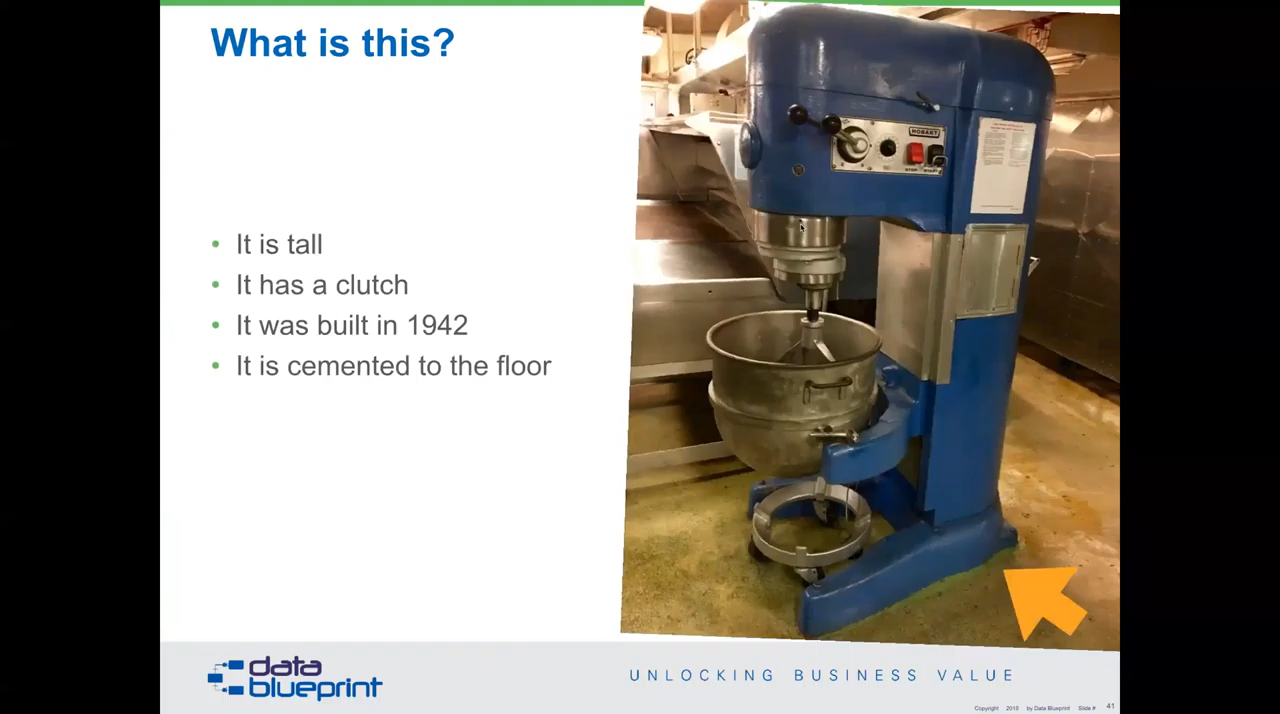 What is this?
• It is tall
• It has a clutch
• It was built in 1942
• It is cemented to the floor
HOBART
STOP START
data
blueprint
UNLOCKING BUSINESS VALUE
Copyright 2018 by Data Blueprint Slide # 41